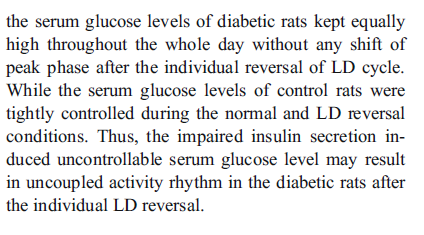 the serum glucose levels of diabetic rats kept equally
high throughout the whole day without any shift of
peak phase after the individual reversal of LD cycle.
While the serum glucose levels of control rats were
tightly controlled during the normal and LD reversal
conditions. Thus, the impaired insulin secretion in-
duced uncontrollable serum glucose level may result
in uncoupled activity rhythm in the diabetic rats after
the individual LD reversal.